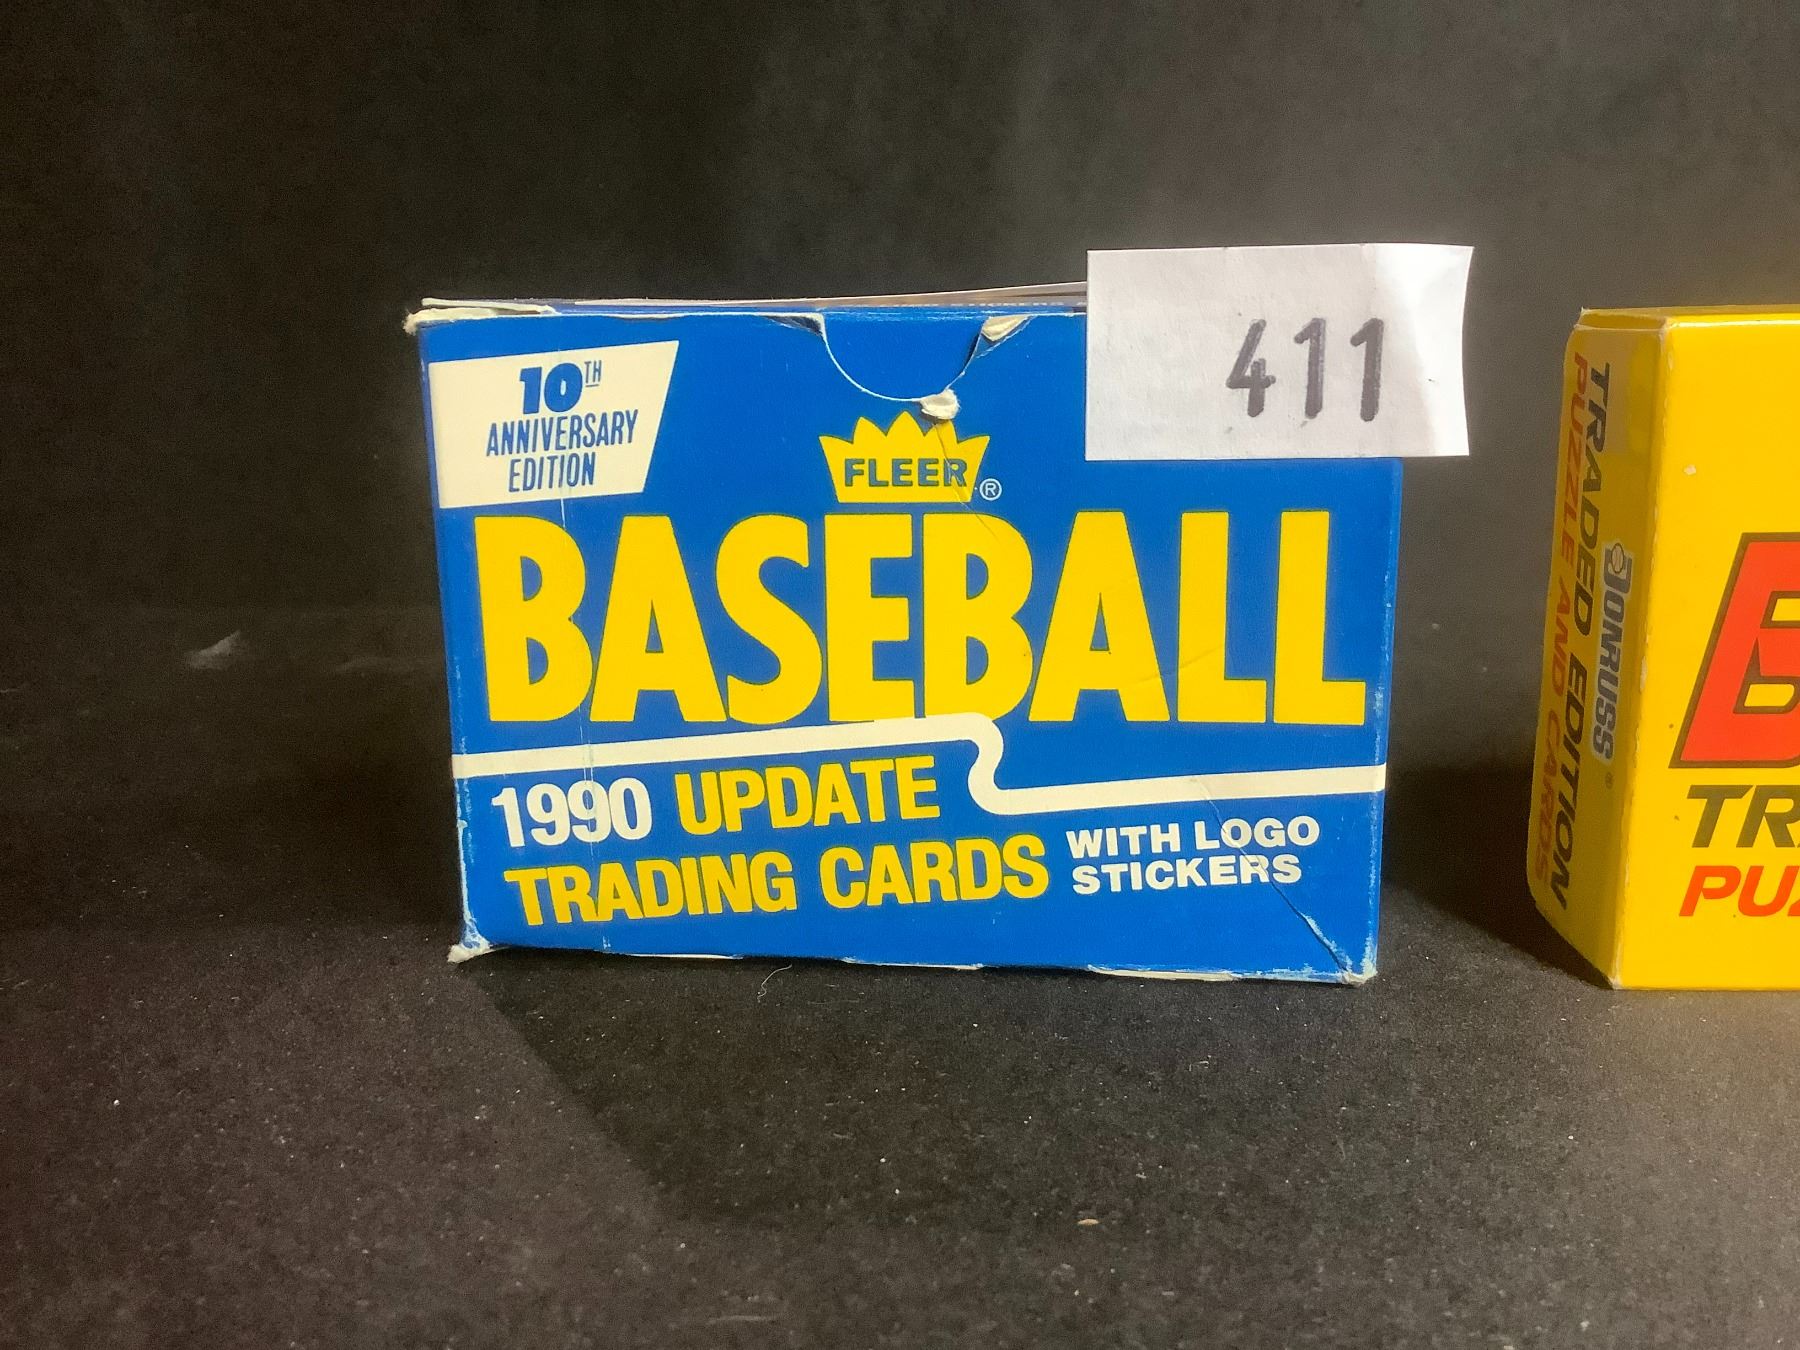 411
10TH
ANNIVERSARY
EDITION
FLEER®
BASEBALL
1990 UPDATE
TRADING CARDS
WITH LOGO
STICKERS
DONRUSS®
TRADED EDITION
PUZZLE AND CARDS